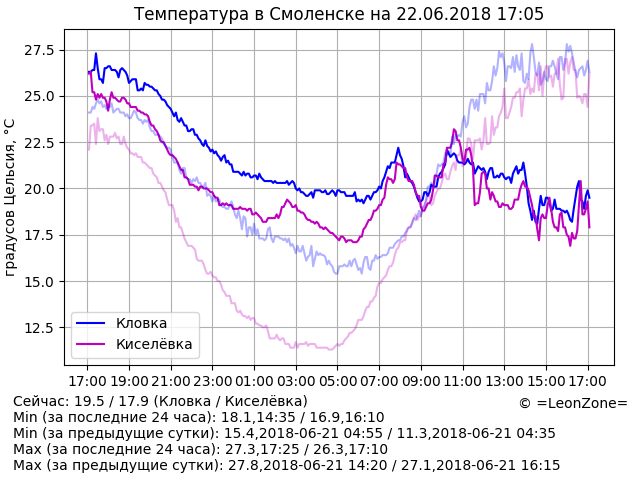 Температура в Смоленске на 22.06.2018 17:05
27.5
25.0
22.5
20.0
17.5
15.0
12.5
градусов Цельсия, °C
Кловка
Киселёвка
17:00 19:00 21:00 23:00 01:00 03:00 05:00 07:00 09:00 11:00 13:00 15:00 17:00
Сейчас: 19.5 / 17.9 (Кловка / Киселёвка)
© =LeonZone=
Min (за последние 24 часа): 18.1,14:35 / 16.9,16:10
Min (за предыдущие сутки): 15.4,2018-06-21 04:55 / 11.3,2018-06-21 04:35
Max (за последние 24 часа): 27.3,17:25 / 26.3,17:10
Max (за предыдущие сутки): 27.8,2018-06-21 14:20 / 27.1,2018-06-21 16:15